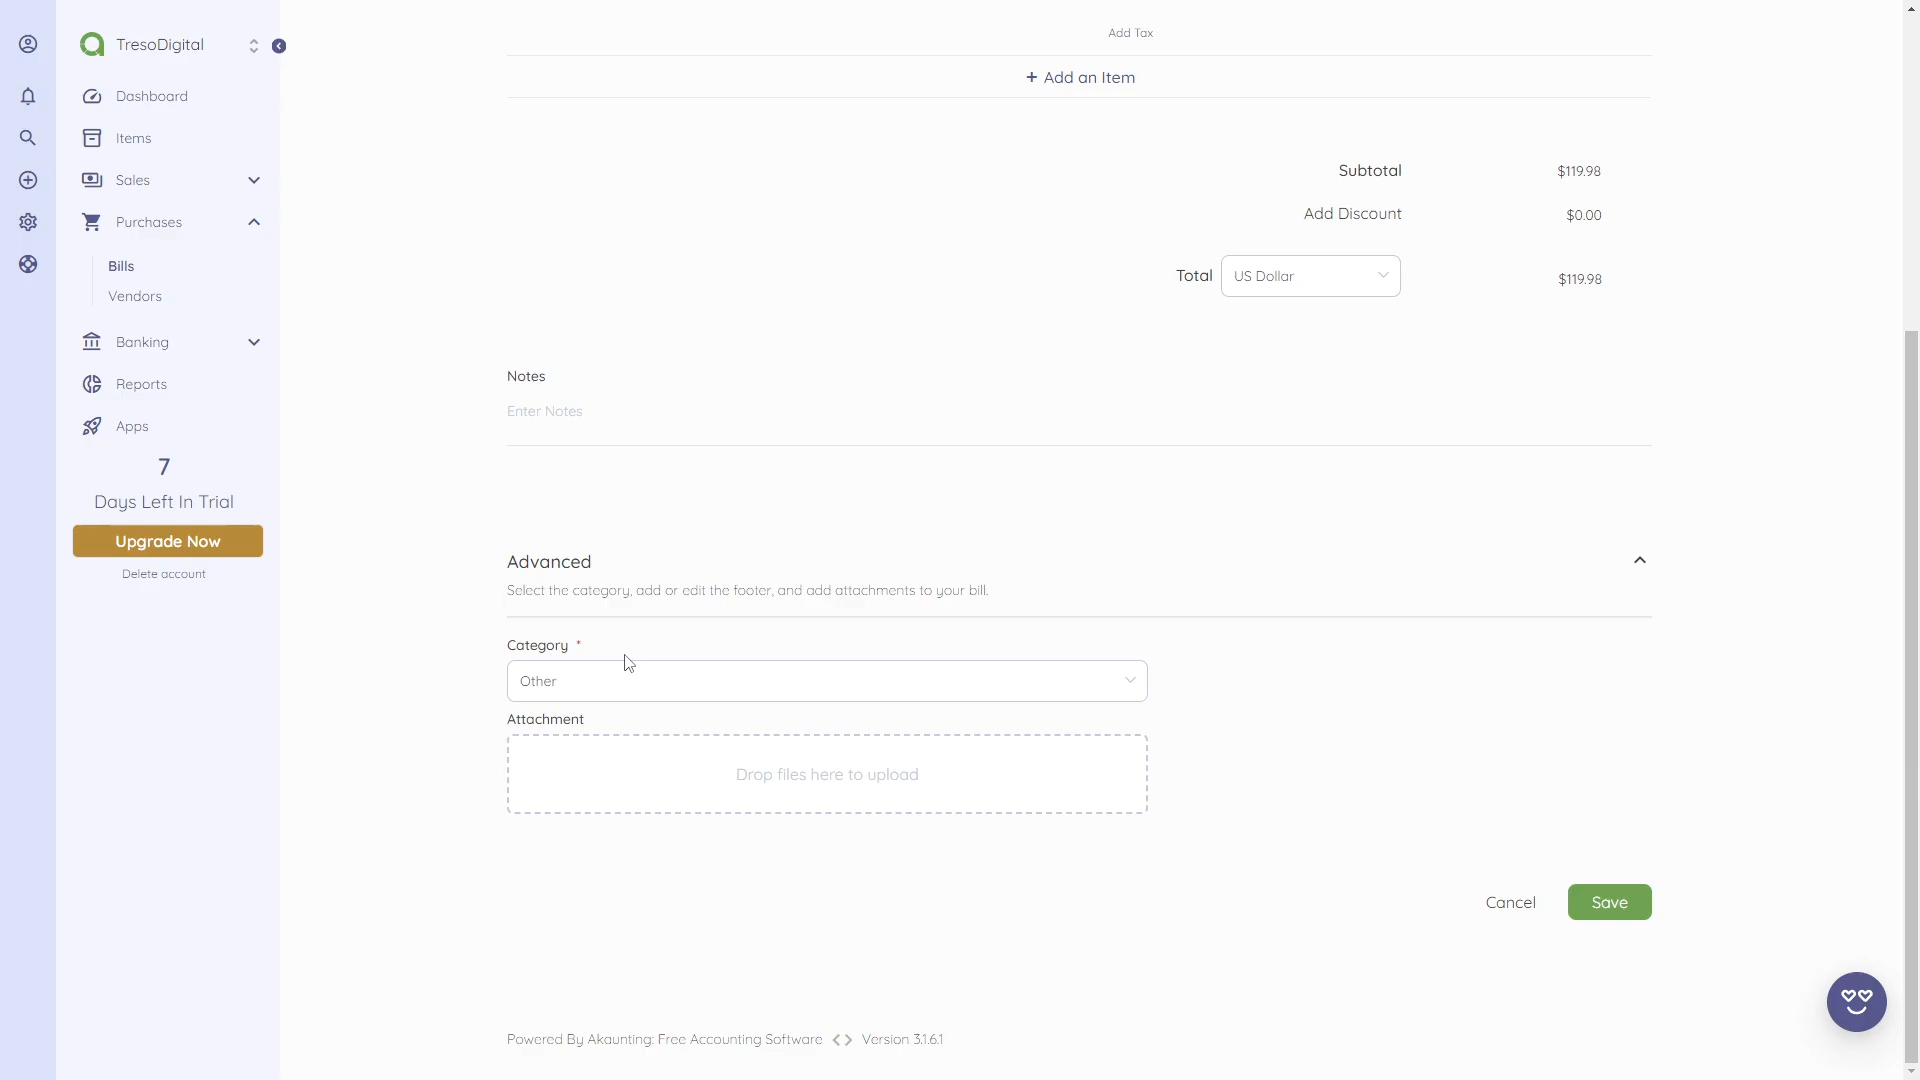 TresoDigital
Dashboard
Items
Sales
Purchases
Bills
Vendors
Banking
Reports
Apps
7
Days Left In Trial
Upgrade Now
Delete account
Add Tax
+ Add an Item
Subtotal $119.98
Add Discount $0.00
Total US Dollar $119.98
Notes
Enter Notes
Advanced
Select the category, add or edit the footer, and add attachments to your bill.
Category *
Other
Attachment
Drop files here to upload
Cancel Save
Powered By Akaunting: Free Accounting Software <> Version 3.1.6.1